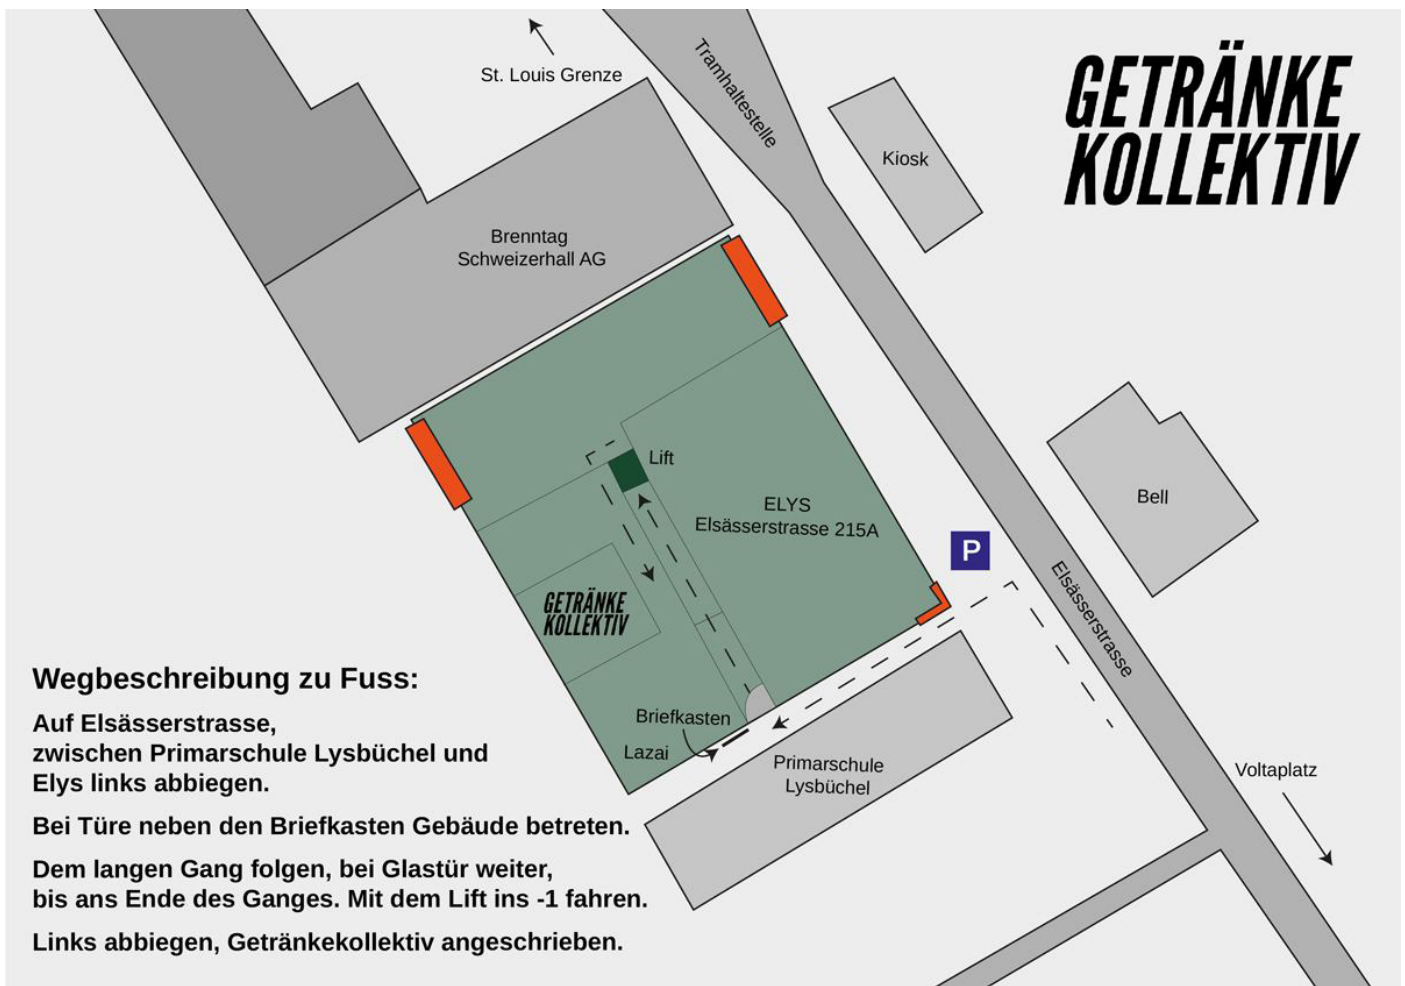 St. Louis Grenze
Tramhaltestelle
GETRÄNKE
KOLLEKTIV
Kiosk
Brenntag
Schweizerhall AG
Lift
ELYS
Elsässerstrasse 215A
Bell
P
Elsässerstrasse
GETRÄNKE
KOLLEKTIV
Briefkasten
Lazai
Primarschule
Lysbüchel
Voltaplatz
Wegbeschreibung zu Fuss:
Auf Elsässerstrasse,
zwischen Primarschule Lysbüchel und
Elys links abbiegen.
Bei Türe neben den Briefkasten Gebäude betreten.
Dem langen Gang folgen, bei Glastür weiter,
bis ans Ende des Ganges. Mit dem Lift ins -1 fahren.
Links abbiegen, Getränkekollektiv angeschrieben.